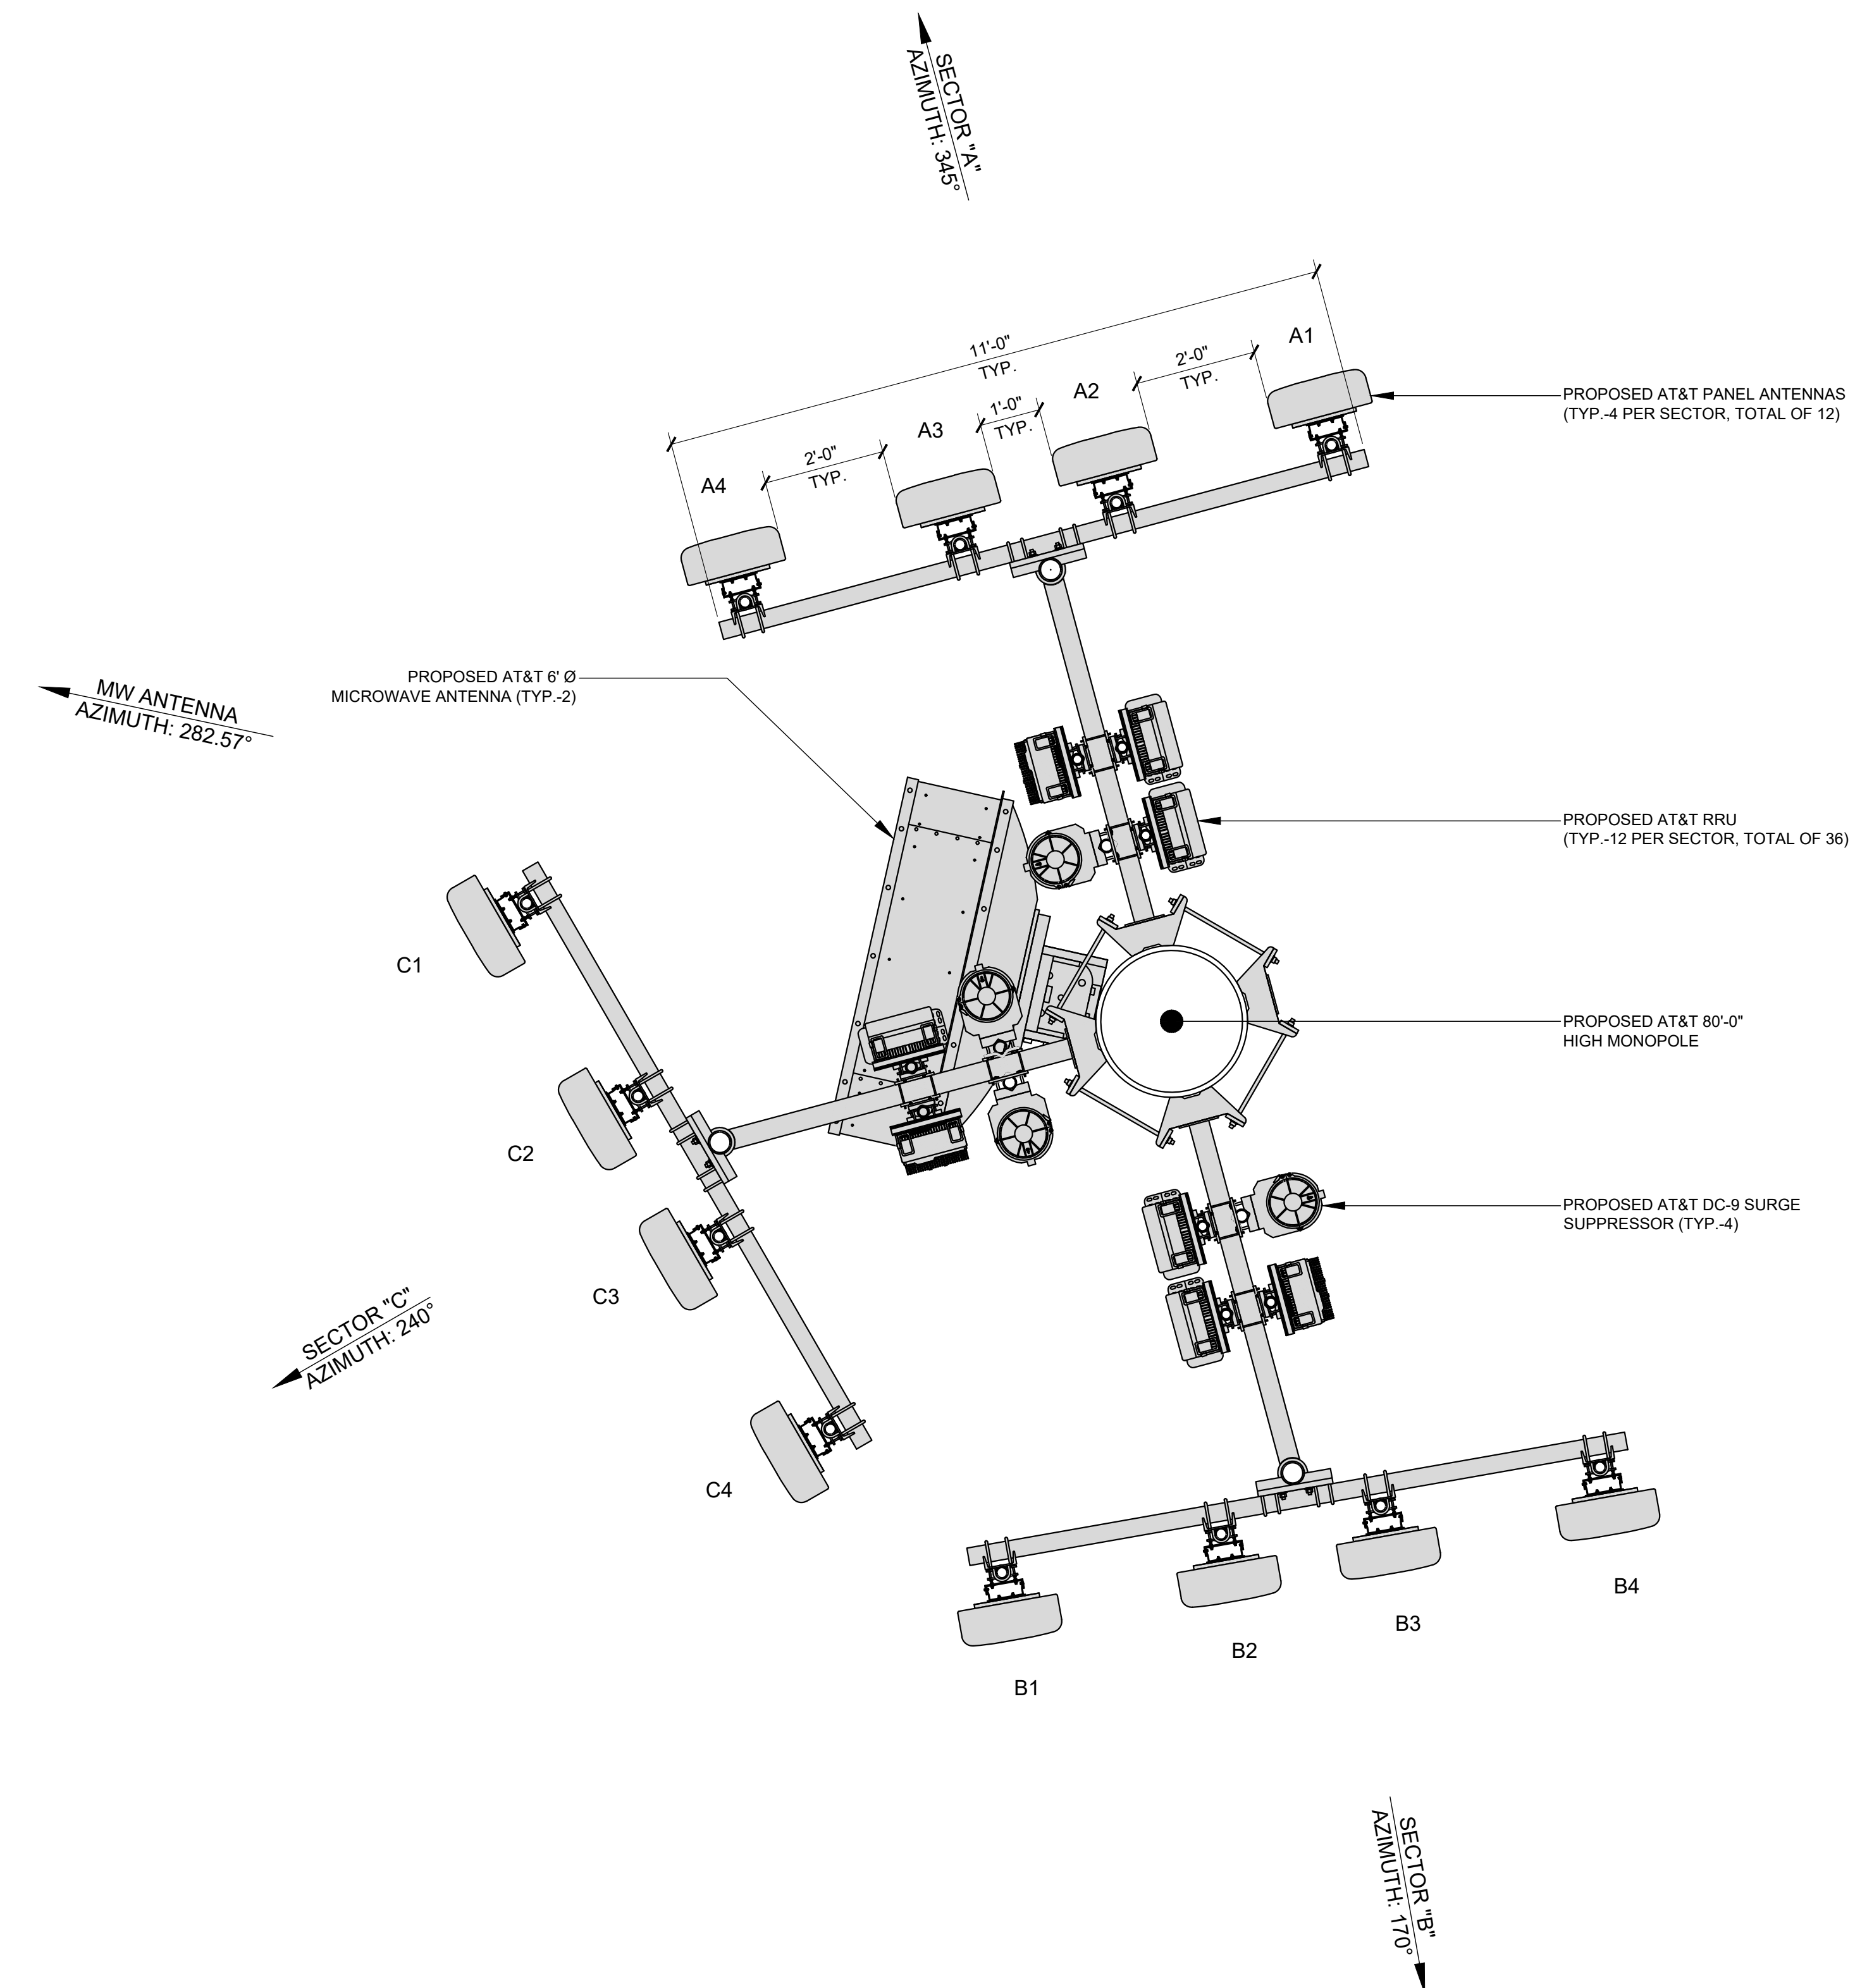 SECTOR "A"
AZIMUTH: 345°
11'-0"
TYP.
A1
2'-0"
TYP.
A2
1'-0"
TYP.
A3
2'-0"
TYP.
A4
PROPOSED AT&T PANEL ANTENNAS
(TYP.-4 PER SECTOR, TOTAL OF 12)
PROPOSED AT&T 6' Ø
MICROWAVE ANTENNA (TYP.-2)
MW ANTENNA
AZIMUTH: 282.57°
PROPOSED AT&T RRU
(TYP.-12 PER SECTOR, TOTAL OF 36)
C1
PROPOSED AT&T 80'-0"
HIGH MONOPOLE
C2
PROPOSED AT&T DC-9 SURGE
SUPPRESSOR (TYP.-4)
C3
SECTOR "C"
AZIMUTH: 240°
C4
B4
B3
B2
B1
SECTOR "B"
AZIMUTH: 170°